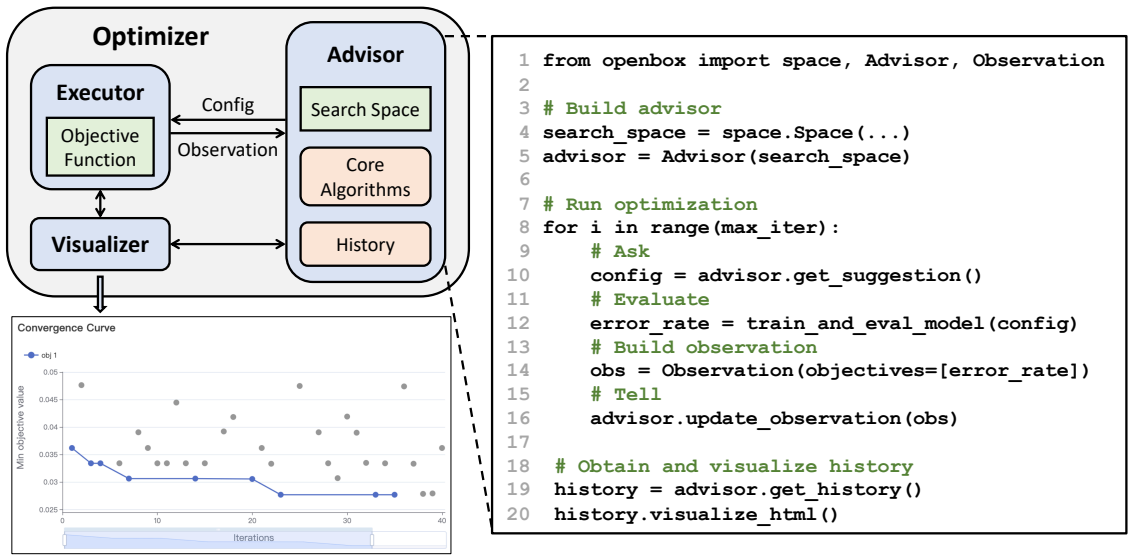 Optimizer
Executor
Objective
Function
Config
Observation
Advisor
Search Space
Core
Algorithms
History
Visualizer
Convergence Curve
obj 1
Min objective value
0.05
0.045
0.04
0.035
0.03
0.025
0
10
20
30
40
Iterations
1 from openbox import space, Advisor, Observation
2
3 # Build advisor
4 search_space = space.Space(...)
5 advisor = Advisor(search_space)
6
7 # Run optimization
8 for i in range(max_iter):
9 # Ask
10 config = advisor.get_suggestion()
11 # Evaluate
12 error_rate = train_and_eval_model(config)
13 # Build observation
14 obs = Observation(objectives=[error_rate])
15 # Tell
16 advisor.update_observation(obs)
17
18 # Obtain and visualize history
19 history = advisor.get_history()
20 history.visualize_html()